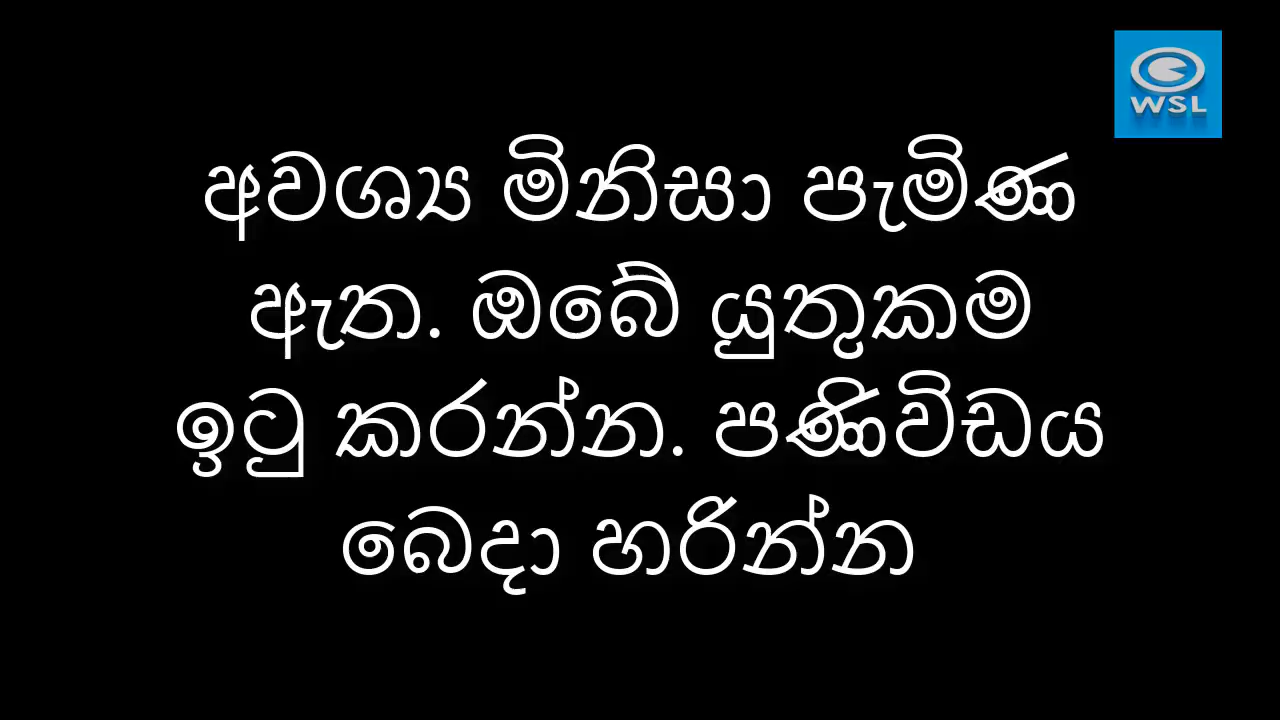 WSL
අවශ්‍ය මිනිසා පැමිණ
ඇත. ඔබේ යුතුකම
ඉටු කරන්න. පණිවිඩය
බෙදා හරින්න